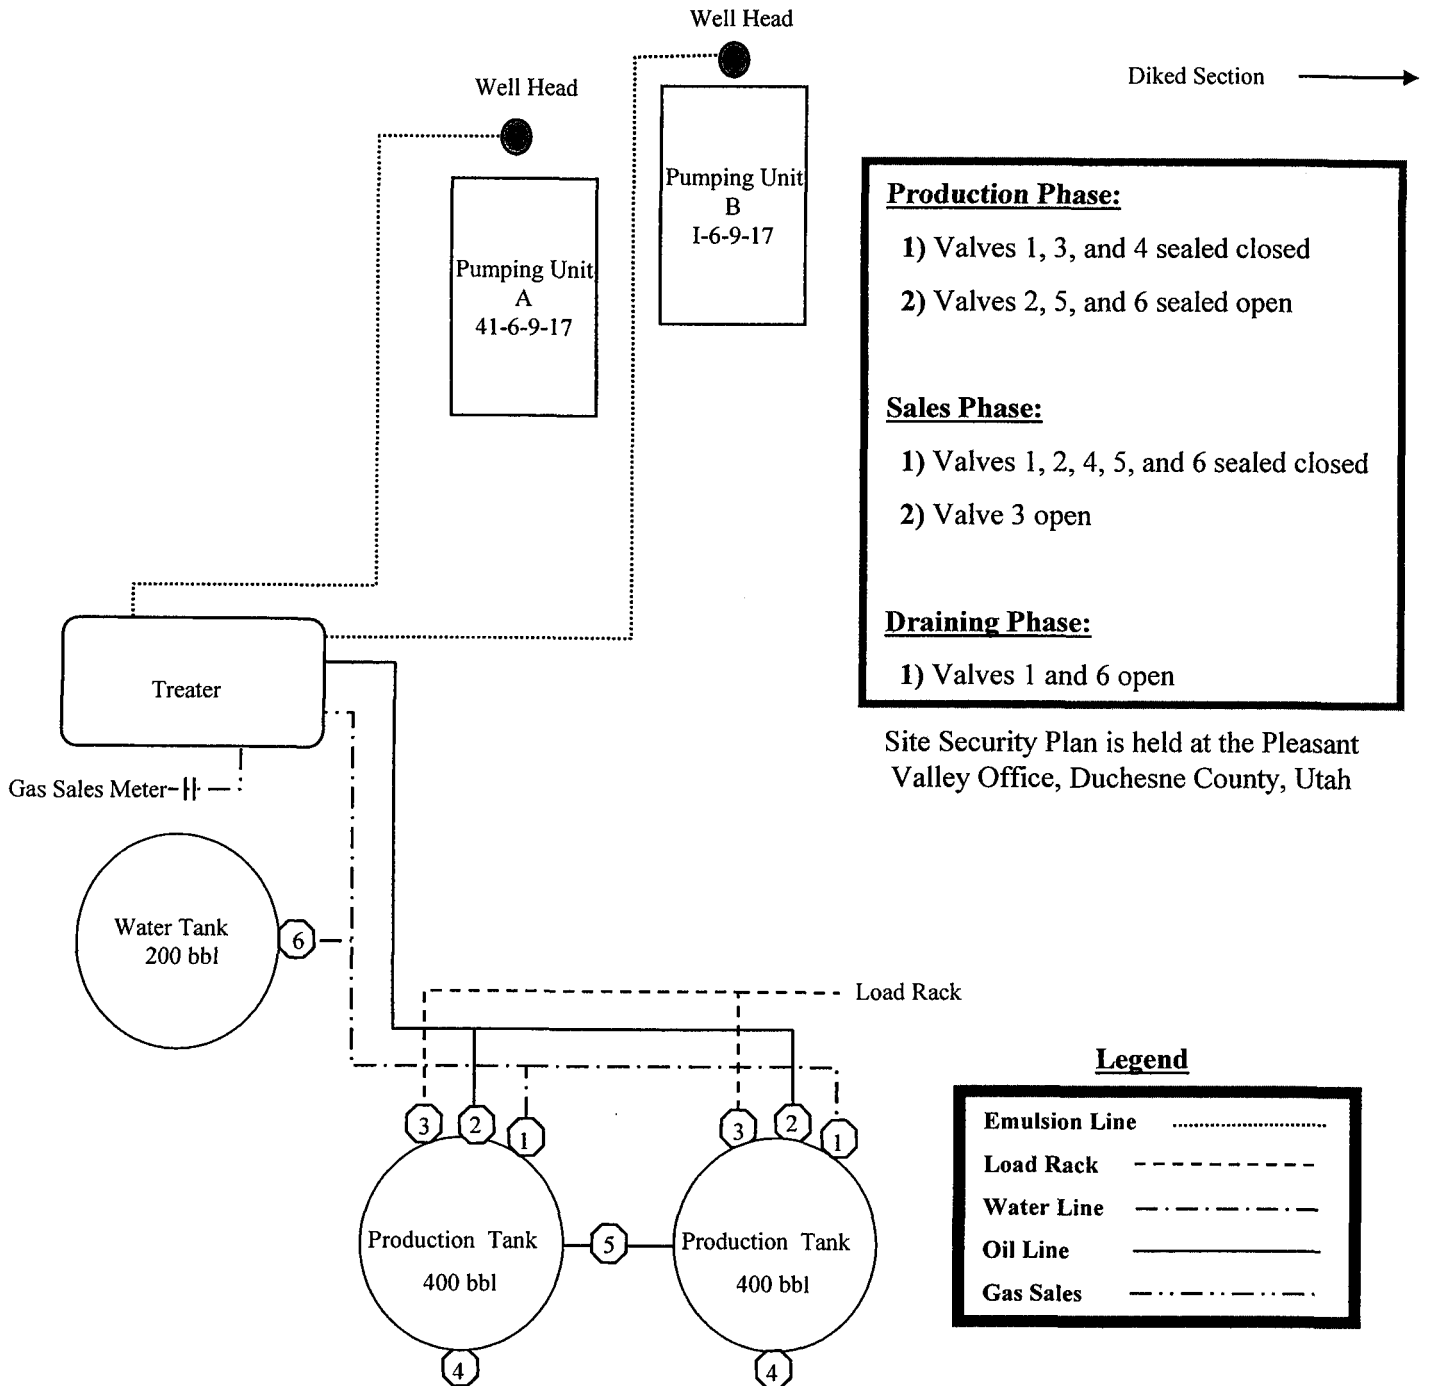 Well Head
Well Head
Diked Section
Pumping Unit
B
I-6-9-17
Pumping Unit
A
41-6-9-17
Production Phase:
1) Valves 1, 3, and 4 sealed closed
2) Valves 2, 5, and 6 sealed open
Sales Phase:
1) Valves 1, 2, 4, 5, and 6 sealed closed
2) Valve 3 open
Draining Phase:
1) Valves 1 and 6 open
Site Security Plan is held at the Pleasant
Valley Office, Duchesne County, Utah
Treater
Gas Sales Meter
Water Tank
200 bbl
6
Load Rack
3
2
1
3
2
1
Production Tank
400 bbl
5
Production Tank
400 bbl
4
4
Legend
Emulsion Line
Load Rack
Water Line
Oil Line
Gas Sales